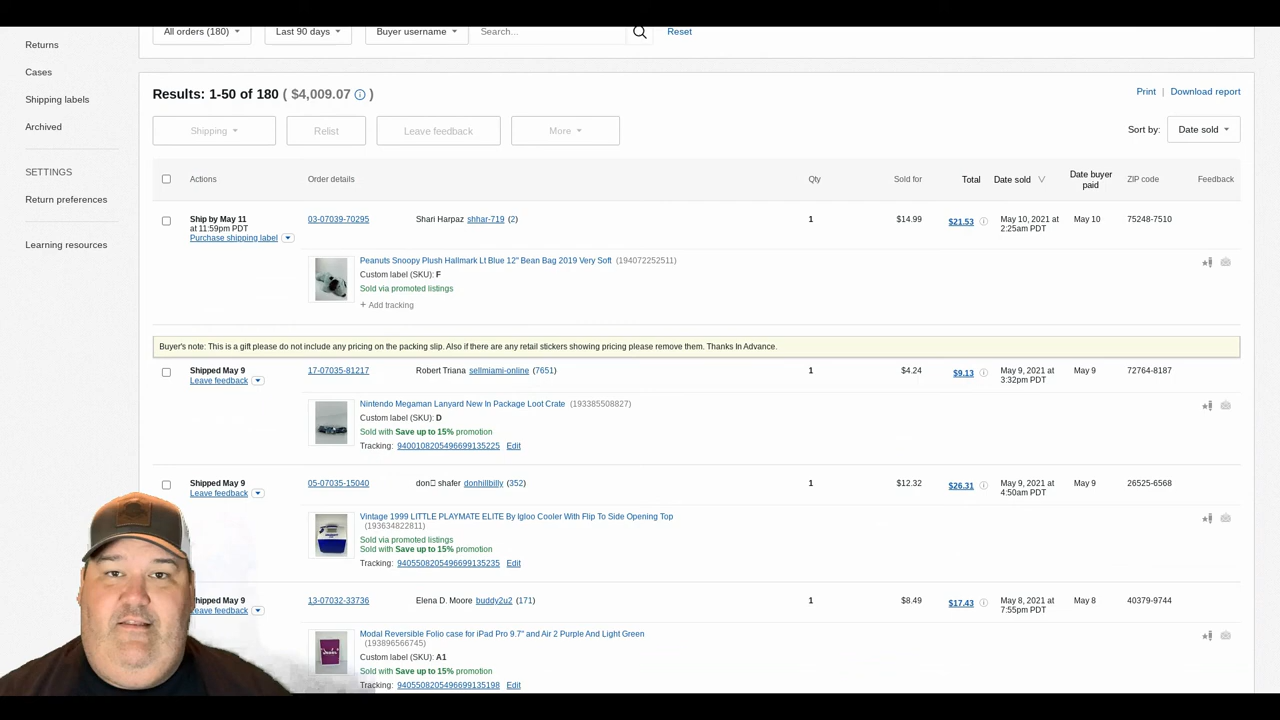 Returns
Cases
Shipping labels
Archived
SETTINGS
Return preferences
Learning resources
All orders (180)
Last 90 days
Buyer username
Search...
Reset
Results: 1-50 of 180 ( $4,009.07 )
Print | Download report
Shipping
Relist
Leave feedback
More
Sort by:
Date sold
Actions
Order details
Qty
Sold for
Total
Date sold
Date buyer
paid
ZIP code
Feedback
Ship by May 11
at 11:59pm PDT
Purchase shipping label
03-07039-70295
Shari Harpaz shhar-719 (2)
1
$14.99
$21.53
May 10, 2021 at
2:25am PDT
May 10
75248-7510
Peanuts Snoopy Plush Hallmark Lt Blue 12" Bean Bag 2019 Very Soft (194072252511)
Custom label (SKU): F
Sold via promoted listings
+ Add tracking
Buyer's note: This is a gift please do not include any pricing on the packing slip. Also if there are any retail stickers showing pricing please remove them. Thanks In Advance.
Shipped May 9
Leave feedback
17-07035-81217
Robert Triana sellmiami-online (7651)
1
$4.24
$9.13
May 9, 2021 at
3:32pm PDT
May 9
72764-8187
Nintendo Megaman Lanyard New In Package Loot Crate (193385508827)
Custom label (SKU): D
Sold with Save up to 15% promotion
Tracking: 9400108205496699135225 Edit
Shipped May 9
Leave feedback
05-07035-15040
don□ shafer donhillbilly (352)
1
$12.32
$26.31
May 9, 2021 at
4:50am PDT
May 9
26525-6568
Vintage 1999 LITTLE PLAYMATE ELITE By Igloo Cooler With Flip To Side Opening Top
(193634822811)
Sold via promoted listings
Sold with Save up to 15% promotion
Tracking: 9405508205496699135235 Edit
hipped May 9
eave feedback
13-07032-33736
Elena D. Moore buddy2u2 (171)
1
$8.49
$17.43
May 8, 2021 at
7:55pm PDT
May 8
40379-9744
Modal Reversible Folio case for iPad Pro 9.7" and Air 2 Purple And Light Green
(193896566745)
Custom label (SKU): A1
Sold with Save up to 15% promotion
Tracking: 9405508205496699135198 Edit